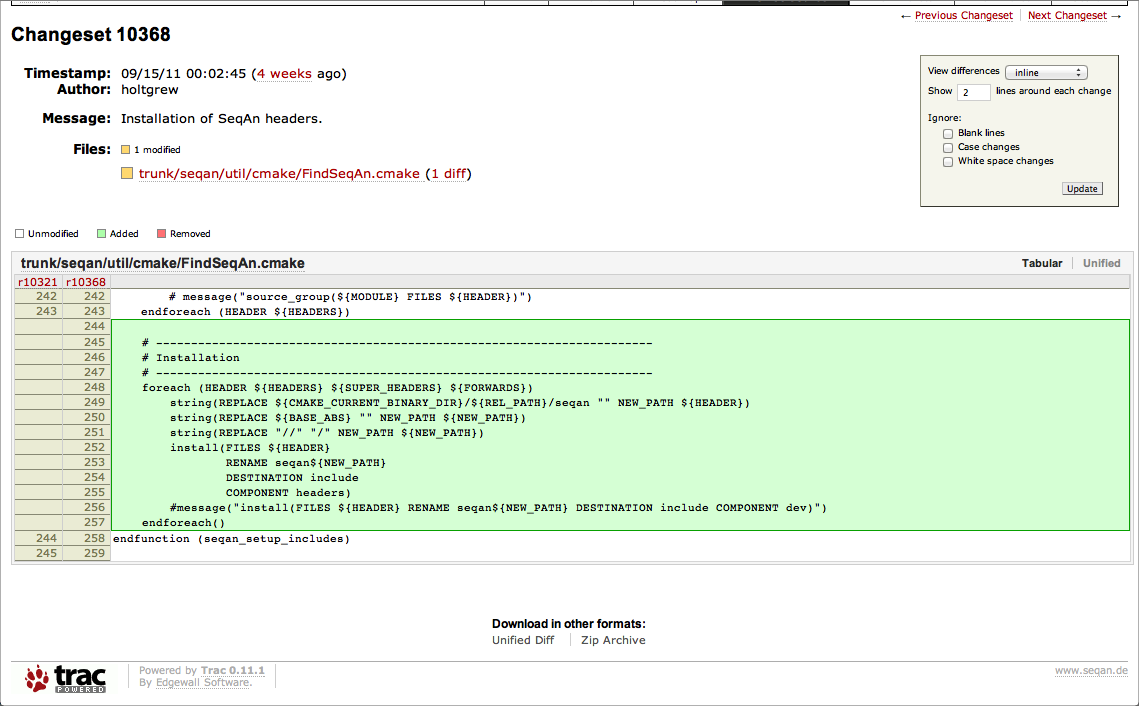 ← Previous Changeset Next Changeset →
Changeset 10368
Timestamp: 09/15/11 00:02:45 (4 weeks ago)
Author: holtgrew
Message: Installation of SeqAn headers.
Files: 1 modified
trunk/seqan/util/cmake/FindSeqAn.cmake (1 diff)
View differences inline
Show 2 lines around each change
Ignore:
Blank lines
Case changes
White space changes
Update
Unmodified Added Removed
trunk/seqan/util/cmake/FindSeqAn.cmake Tabular Unified
r10321 r10368
242 242 # message("source_group(${MODULE} FILES ${HEADER})")
243 243 endforeach (HEADER ${HEADERS})
244
245 # -----------------------------------------------------------------------
246 # Installation
247 # -----------------------------------------------------------------------
248 foreach (HEADER ${HEADERS} ${SUPER_HEADERS} ${FORWARDS})
249 string(REPLACE ${CMAKE_CURRENT_BINARY_DIR}/${REL_PATH}/seqan "" NEW_PATH ${HEADER})
250 string(REPLACE ${BASE_ABS} "" NEW_PATH ${NEW_PATH})
251 string(REPLACE "//" "/" NEW_PATH ${NEW_PATH})
252 install(FILES ${HEADER}
253 RENAME seqan${NEW_PATH}
254 DESTINATION include
255 COMPONENT headers)
256 #message("install(FILES ${HEADER} RENAME seqan${NEW_PATH} DESTINATION include COMPONENT dev)")
257 endforeach()
244 258 endfunction (seqan_setup_includes)
245 259
Download in other formats:
Unified Diff Zip Archive
trac POWERED
Powered by Trac 0.11.1
By Edgewall Software.
www.seqan.de